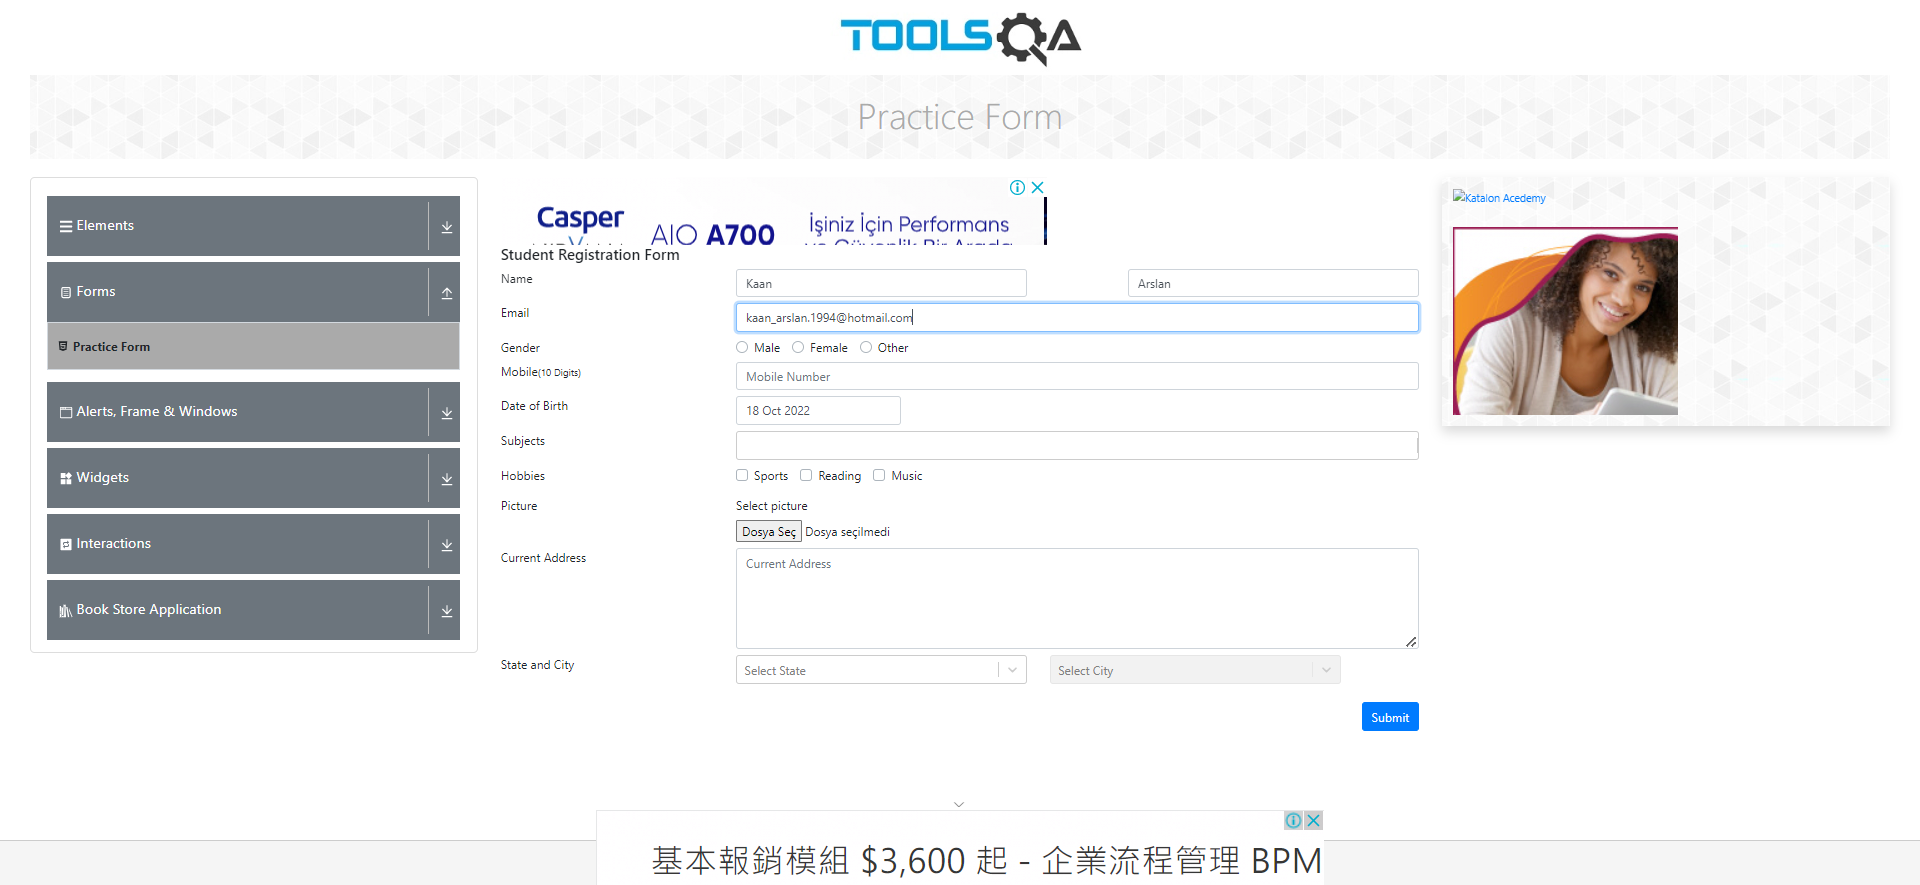 TOOLSQA
Practice Form
Elements
Forms
Practice Form
Alerts, Frame & Windows
Widgets
Interactions
Book Store Application
Casper
AIO A700
İşiniz İçin Performans
ve Güvenlik Bir Arada
Student Registration Form
Name Kaan Arslan
Email kaan_arslan.1994@hotmail.com
Gender Male Female Other
Mobile(10 Digits) Mobile Number
Date of Birth 18 Oct 2022
Subjects
Hobbies Sports Reading Music
Picture Select picture
Dosya Seç Dosya seçilmedi
Current Address Current Address
State and City Select State Select City
Submit
Katalon Acedemy
基本報銷模組 $3,600 起 - 企業流程管理 BPM